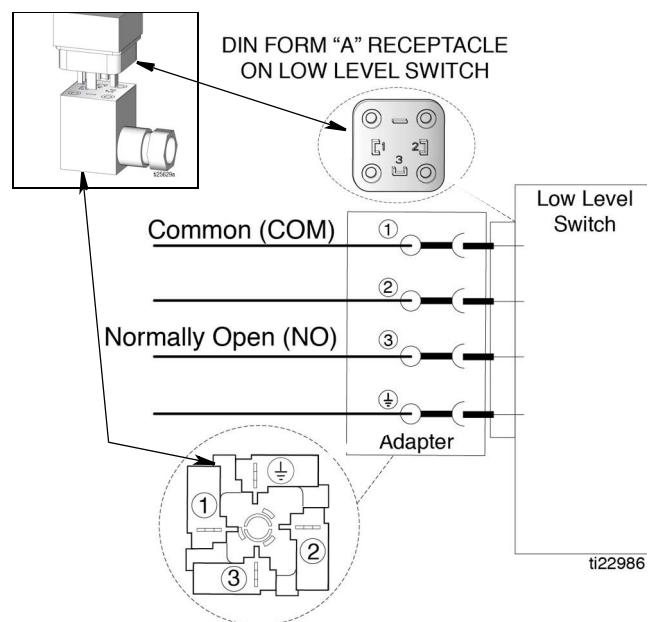 DIN FORM “A” RECEPTACLE
ON LOW LEVEL SWITCH
ti25629a
1 2
3
Low Level
Switch
Common (COM)
1
2
Normally Open (NO)
3
Adapter
1
2
3
ti22986